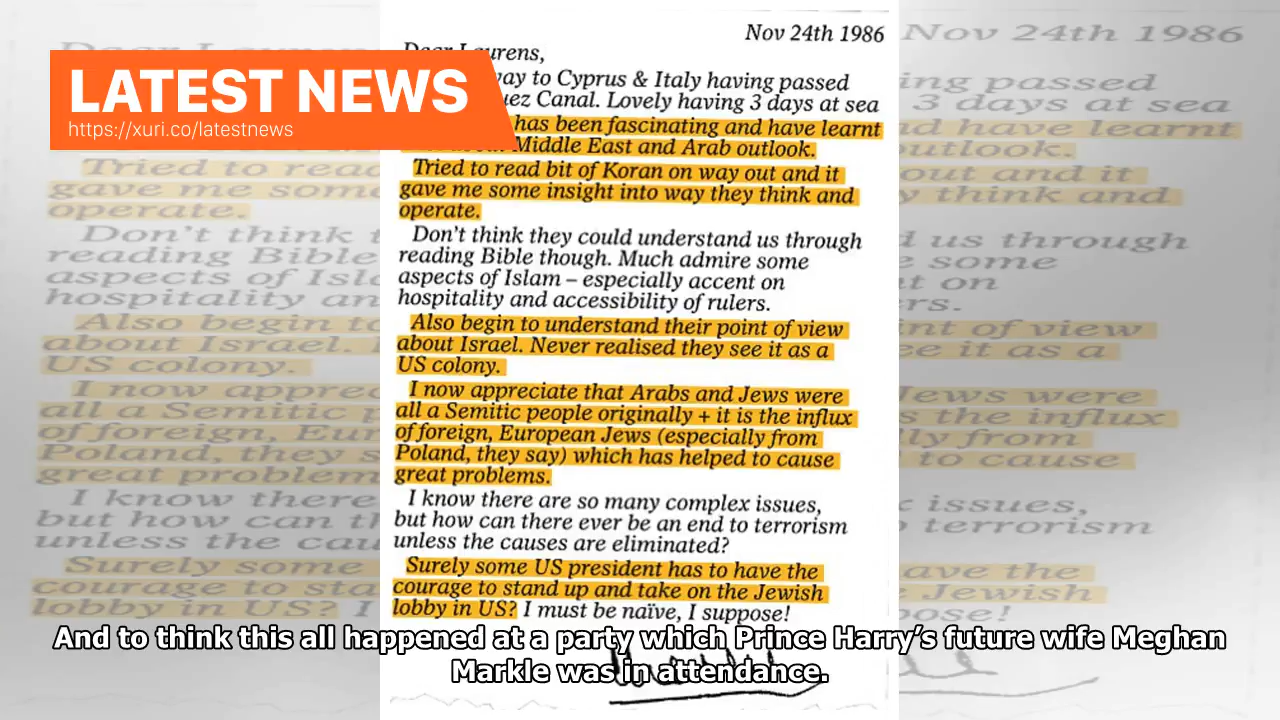 LATEST NEWS
https://xuri.co/latestnews
Nov 24th 1986
Dear Laurens,
way to Cyprus & Italy having passed
uez Canal. Lovely having 3 days at sea
has been fascinating and have learnt
Middle East and Arab outlook.
Tried to read bit of Koran on way out and it
gave me some insight into way they think and
operate.
Don't think they could understand us through
reading Bible though. Much admire some
aspects of Islam – especially accent on
hospitality and accessibility of rulers.
Also begin to understand their point of view
about Israel. Never realised they see it as a
US colony.
I now appreciate that Arabs and Jews were
all a Semitic people originally + it is the influx
of foreign, European Jews (especially from
Poland, they say) which has helped to cause
great problems.
I know there are so many complex issues,
but how can there ever be an end to terrorism
unless the causes are eliminated?
Surely some US president has to have the
courage to stand up and take on the Jewish
lobby in US? I must be naïve, I suppose!
And to think this all happened at a party which Prince Harry's future wife Meghan
Markle was in attendance.